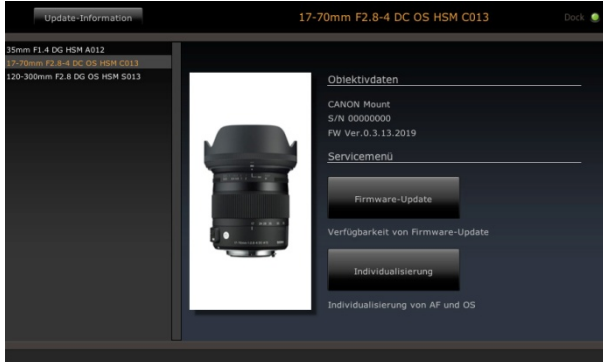 Update-Information
17-70mm F2.8-4 DC OS HSM C013
Dock
35mm F1.4 DG HSM A012
17-70mm F2.8-4 DC OS HSM C013
120-300mm F2.8 DG OS HSM S013
Objektivdaten
CANON Mount
S/N 00000000
FW Ver.0.3.13.2019
Servicemenü
Firmware-Update
Verfügbarkeit von Firmware-Update
Individualisierung
Individualisierung von AF und OS